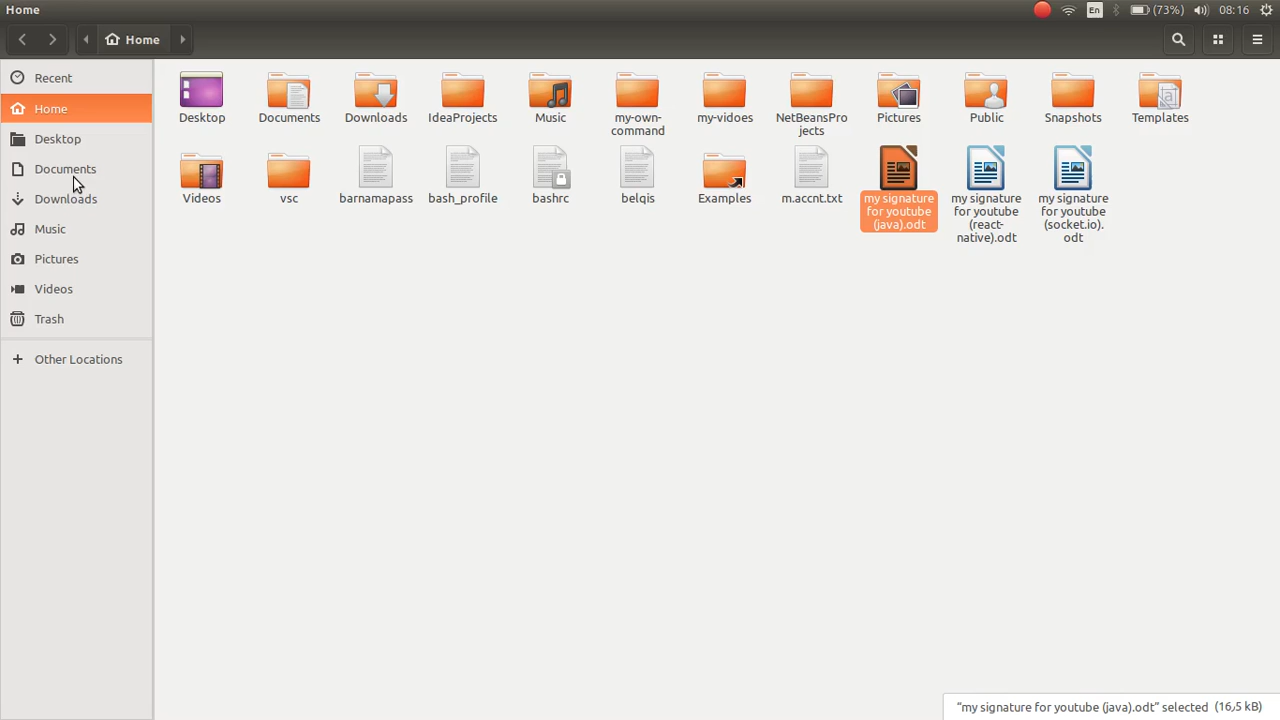 Home
En
(73%)
08:16
Home
Recent
Home
Desktop
Documents
Downloads
Music
Pictures
Videos
Trash
Other Locations
Desktop
Documents
Downloads
IdeaProjects
Music
my-own-
command
my-vidoes
NetBeansPro
jects
Pictures
Public
Snapshots
Templates
Videos
vsc
barnamapass
bash_profile
bashrc
belqis
Examples
m.accnt.txt
my signature
for youtube
(java).odt
my signature
for youtube
(react-
native).odt
my signature
for youtube
(socket.io).
odt
“my signature for youtube (java).odt” selected (16٫5 kB)